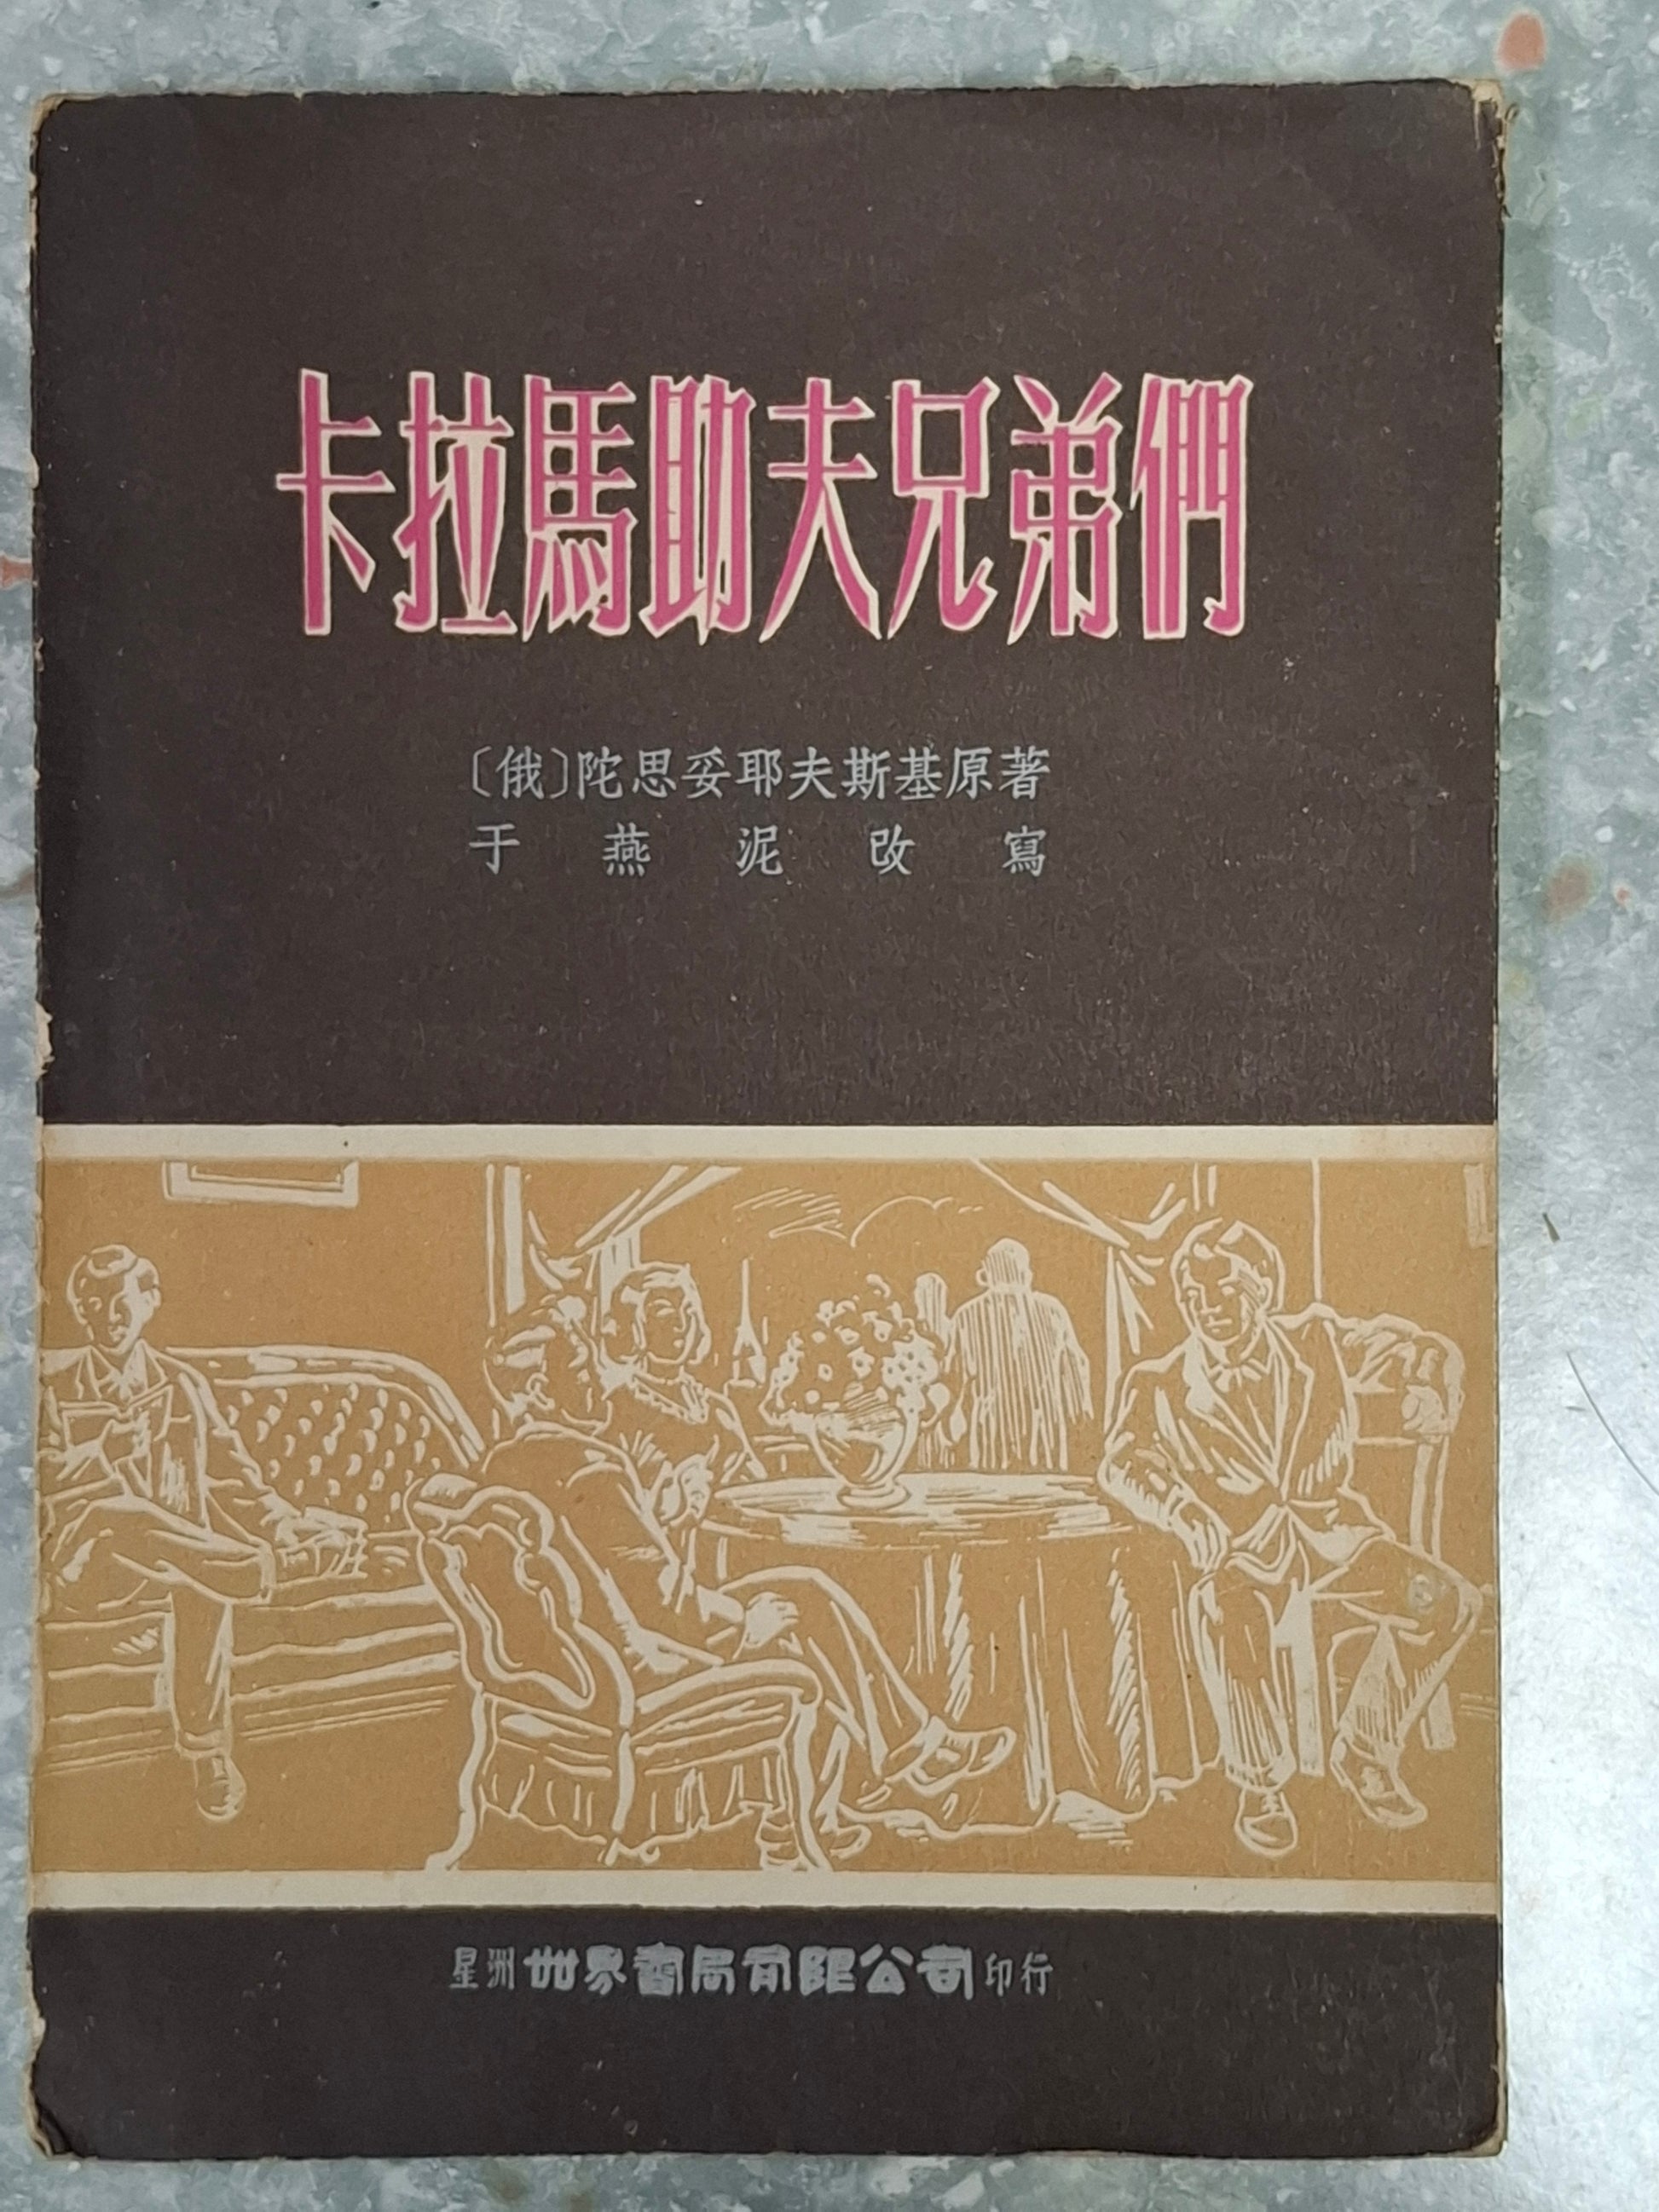 卡拉馬助夫兄弟們
〔俄〕陀思妥耶夫斯基原著
于燕泥改寫
星洲世界書局有限公司印行